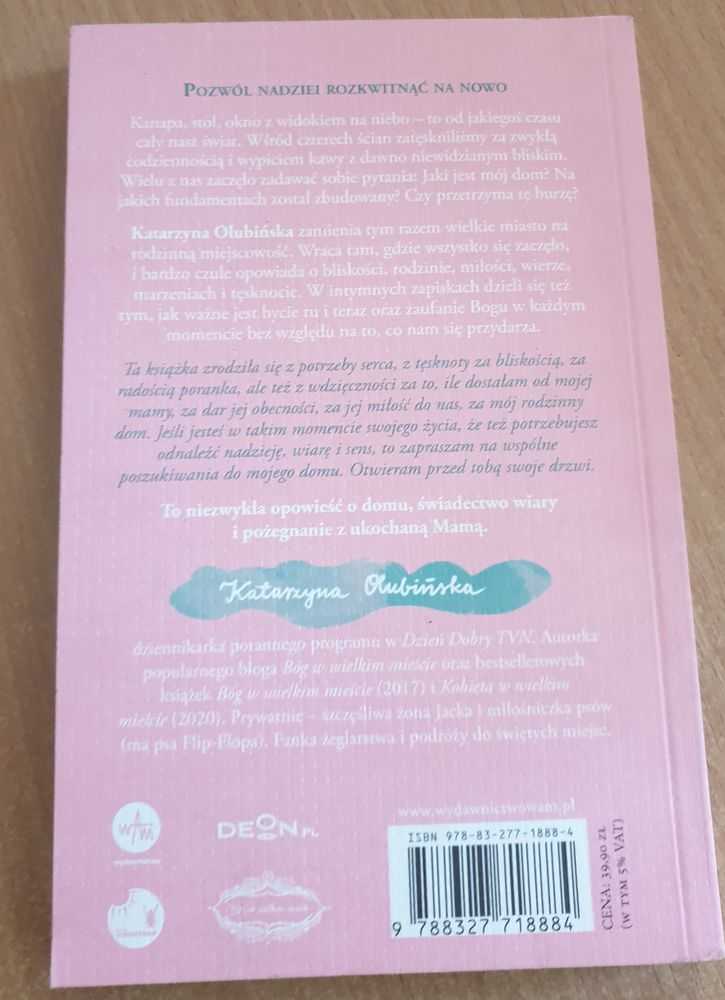 POZWÓL NADZIEI ROZKWITNĄĆ NA NOWO
Kanapa, stół, okno z widokiem na niebo – to od jakiegoś czasu
cały nasz świat. Wśród czterech ścian zatęskniliśmy za zwykłą
codziennością i wypiciem kawy z dawno niewidzianym bliskim.
Wielu z nas zaczęło zadawać sobie pytania: Jaki jest mój dom? Na
jakich fundamentach został zbudowany? Czy przetrzyma tę burzę?
Katarzyna Olubińska zamienia tym razem wielkie miasto na
rodzinną miejscowość. Wraca tam, gdzie wszystko się zaczęło,
i bardzo czule opowiada o bliskości, rodzinie, miłości, wierze,
marzeniach i tęsknocie. W intymnych zapiskach dzieli się też
tym, jak ważne jest bycie tu i teraz oraz zaufanie Bogu w każdym
momencie bez względu na to, co nam się przydarza.
Ta książka zrodziła się z potrzeby serca, z tęsknoty za bliskością, za
radością poranka, ale też z wdzięczności za to, ile dostałam od mojej
mamy, za dar jej obecności, za jej miłość do nas, za mój rodzinny
dom. Jeśli jesteś w takim momencie swojego życia, że też potrzebujesz
odnaleźć nadzieję, wiarę i sens, to zapraszam na wspólne
poszukiwania do mojego domu. Otwieram przed tobą swoje drzwi.
To niezwykła opowieść o domu, świadectwo wiary
i pożegnanie z ukochaną Mamą.
Katarzyna Olubińska
dziennikarka porannego programu w Dzień Dobry TVN. Autorka
popularnego bloga Bóg w wielkim mieście oraz bestsellerowych
książek Bóg w wielkim mieście (2017) i Kobieta w wielkim
mieście (2020). Prywatnie – szczęśliwa żona Jacka i miłośniczka psów
(ma psa Flip-Flopa). Fanka żeglarstwa i podróży do świętych miejsc.
www.wydawnictwowam.pl
WAM
wydawnictwo
DEON.PL
ISBN 978-83-277-1888-4
9 788327 718884
CENA: 39,90 ZŁ
(W TYM 5% VAT)